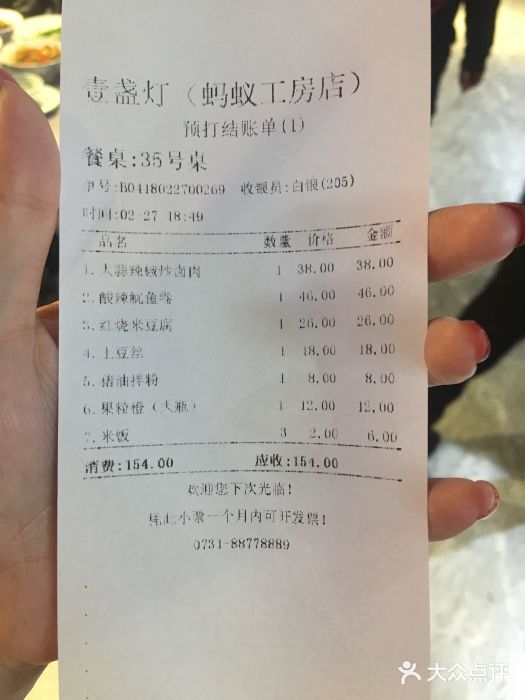 壹盏灯（蚂蚁工房店）
预打结账单(1)
餐桌:35号桌
单号:B0418022700269 收银员:白银(205)
时间:02-27 18:49
品名 数量 价格 金额
1. 大蒜辣椒炒卤肉 1 38.00 38.00
2. 酸辣鱿鱼卷 1 46.00 46.00
3. 红烧米豆腐 1 26.00 26.00
4. 土豆丝 1 18.00 18.00
5. 猪油拌粉 1 8.00 8.00
6. 果粒橙（大瓶） 1 12.00 12.00
7. 米饭 3 2.00 6.00
消费:154.00 应收:154.00
欢迎您下次光临!
凭此小票一个月内可开发票!
0731-88778889
大众点评